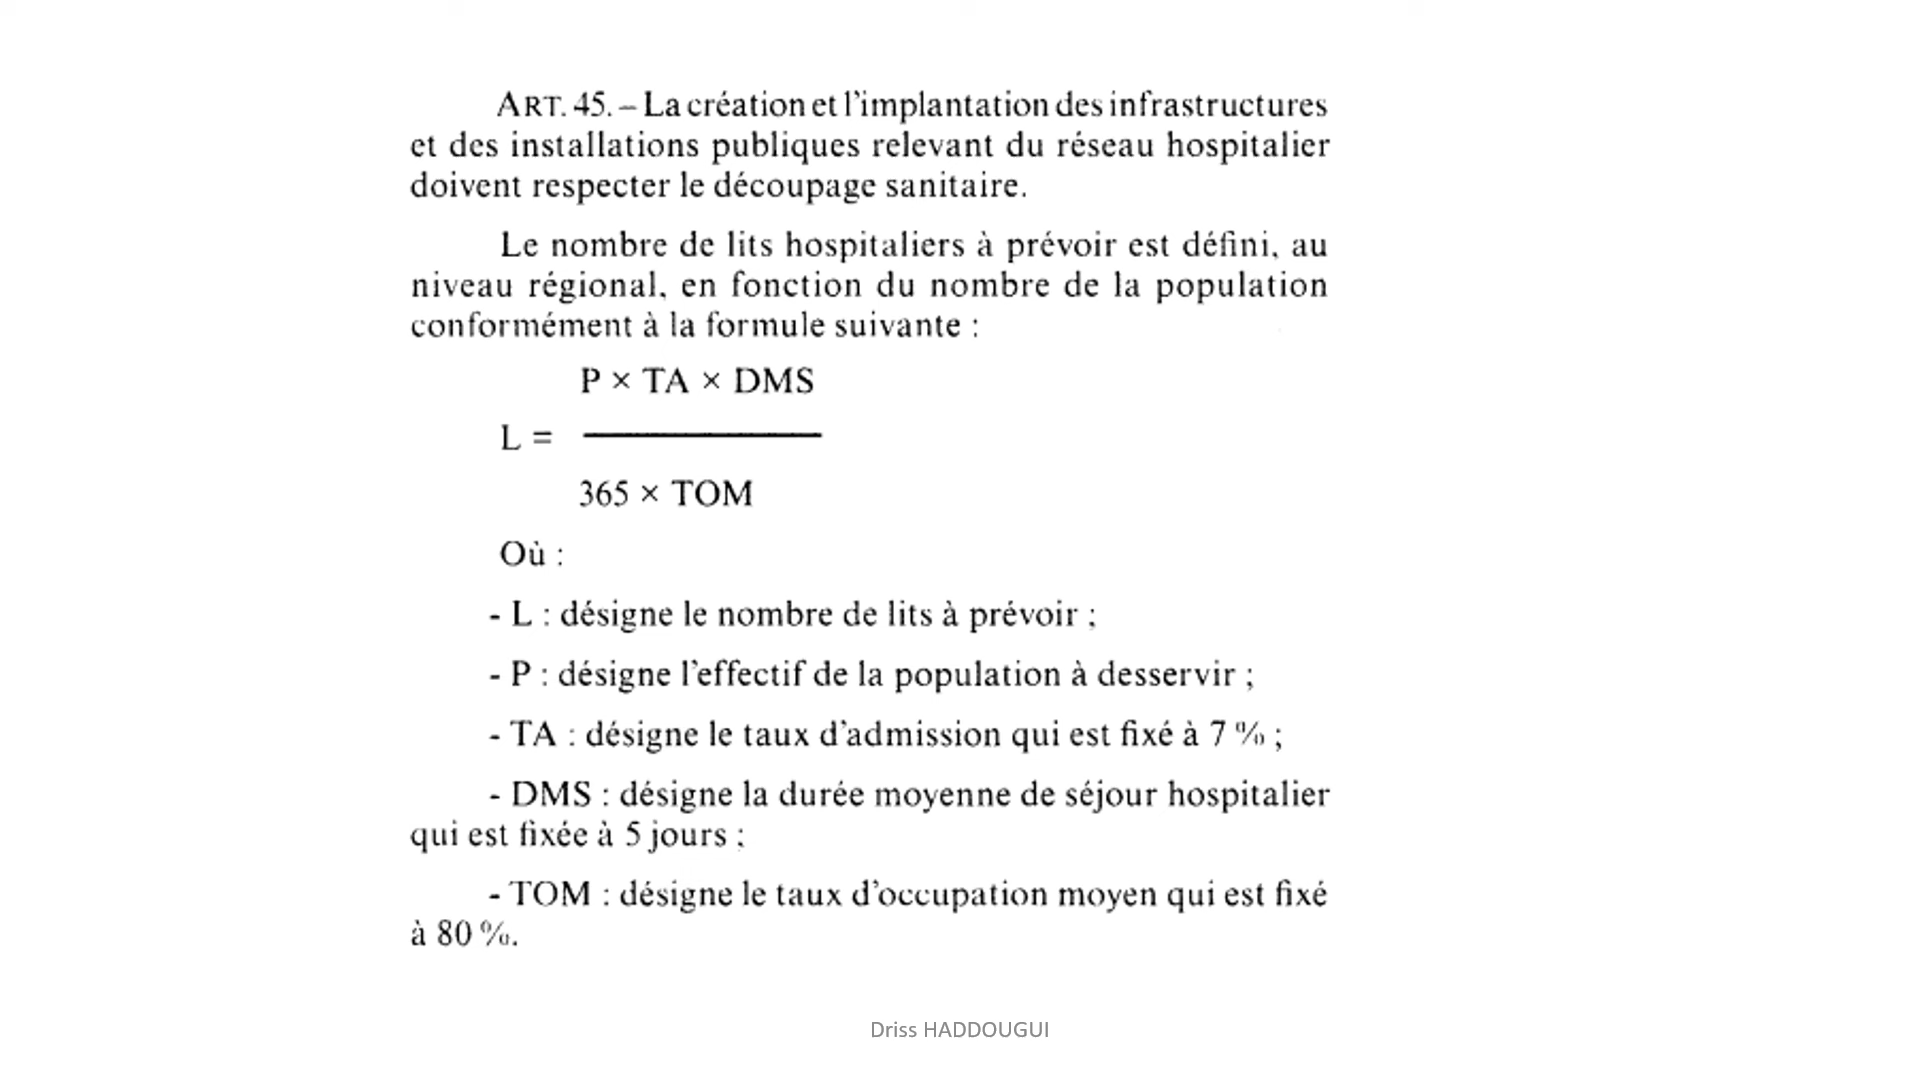 ART. 45. – La création et l'implantation des infrastructures
et des installations publiques relevant du réseau hospitalier
doivent respecter le découpage sanitaire.
Le nombre de lits hospitaliers à prévoir est défini, au
niveau régional, en fonction du nombre de la population
conformément à la formule suivante :
P × TA × DMS
L =
365 × TOM
Où :
- L : désigne le nombre de lits à prévoir ;
- P : désigne l'effectif de la population à desservir ;
- TA : désigne le taux d'admission qui est fixé à 7 % ;
- DMS : désigne la durée moyenne de séjour hospitalier
qui est fixée à 5 jours ;
- TOM : désigne le taux d'occupation moyen qui est fixé
à 80 %.
Driss HADDOUGUI